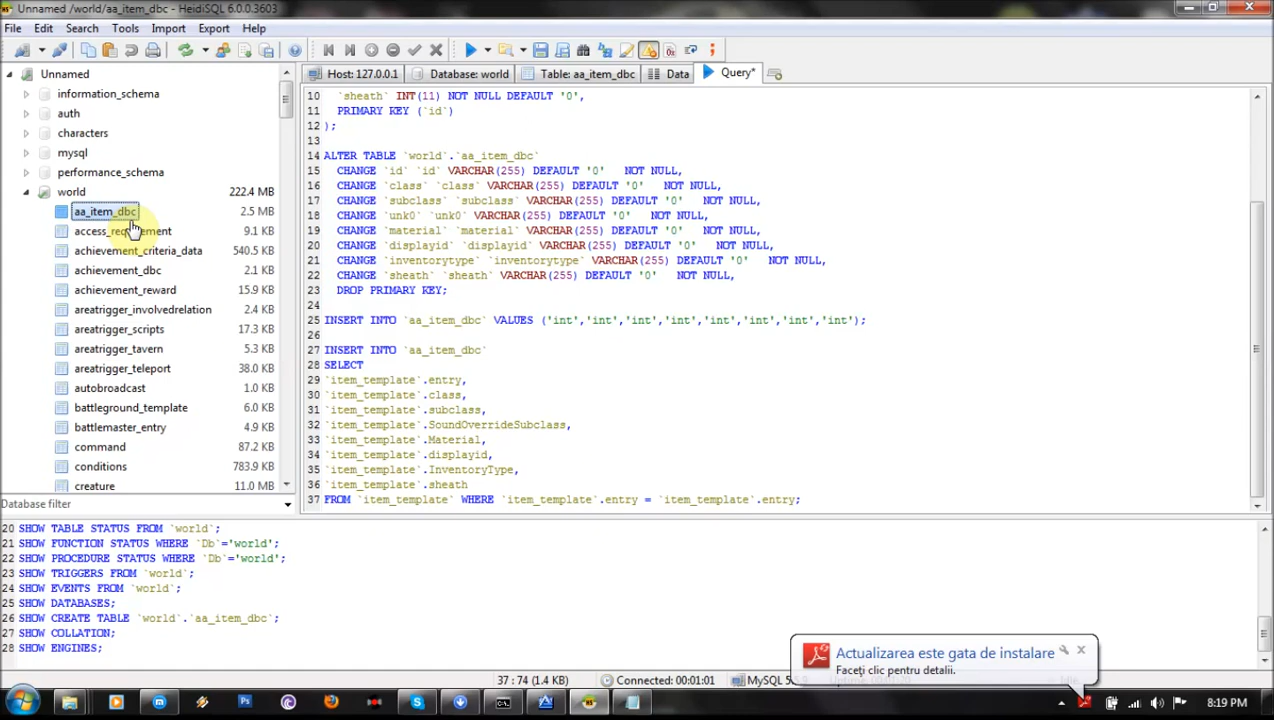 Unnamed /world/aa_item_dbc - HeidiSQL 6.0.0.3603
File Edit Search Tools Import Export Help
Unnamed
information_schema
auth
characters
mysql
performance_schema
world 222.4 MB
aa_item_dbc 2.5 MB
access_requirement 9.1 KB
achievement_criteria_data 540.5 KB
achievement_dbc 2.1 KB
achievement_reward 15.9 KB
areatrigger_involvedrelation 2.4 KB
areatrigger_scripts 17.3 KB
areatrigger_tavern 5.3 KB
areatrigger_teleport 38.0 KB
autobroadcast 1.0 KB
battleground_template 6.0 KB
battlemaster_entry 4.9 KB
command 87.2 KB
conditions 783.9 KB
creature 11.0 MB
Database filter
Host: 127.0.0.1 Database: world Table: aa_item_dbc Data Query*
10 `sheath` INT(11) NOT NULL DEFAULT '0',
11 PRIMARY KEY (`id`)
12 );
13
14 ALTER TABLE `world`.`aa_item_dbc`
15 CHANGE `id` `id` VARCHAR(255) DEFAULT '0' NOT NULL,
16 CHANGE `class` `class` VARCHAR(255) DEFAULT '0' NOT NULL,
17 CHANGE `subclass` `subclass` VARCHAR(255) DEFAULT '0' NOT NULL,
18 CHANGE `unk0` `unk0` VARCHAR(255) DEFAULT '0' NOT NULL,
19 CHANGE `material` `material` VARCHAR(255) DEFAULT '0' NOT NULL,
20 CHANGE `displayid` `displayid` VARCHAR(255) DEFAULT '0' NOT NULL,
21 CHANGE `inventorytype` `inventorytype` VARCHAR(255) DEFAULT '0' NOT NULL,
22 CHANGE `sheath` `sheath` VARCHAR(255) DEFAULT '0' NOT NULL,
23 DROP PRIMARY KEY;
24
25 INSERT INTO `aa_item_dbc` VALUES ('int','int','int','int','int','int','int','int');
26
27 INSERT INTO `aa_item_dbc`
28 SELECT
29 `item_template`.entry,
30 `item_template`.class,
31 `item_template`.subclass,
32 `item_template`.SoundOverrideSubclass,
33 `item_template`.Material,
34 `item_template`.displayid,
35 `item_template`.InventoryType,
36 `item_template`.sheath
37 FROM `item_template` WHERE `item_template`.entry = `item_template`.entry;
20 SHOW TABLE STATUS FROM `world`;
21 SHOW FUNCTION STATUS WHERE `Db`='world';
22 SHOW PROCEDURE STATUS WHERE `Db`='world';
23 SHOW TRIGGERS FROM `world`;
24 SHOW EVENTS FROM `world`;
25 SHOW DATABASES;
26 SHOW CREATE TABLE `world`.`aa_item_dbc`;
27 SHOW COLLATION;
28 SHOW ENGINES;
Actualizarea este gata de instalare
Faceți clic pentru detalii.
37 : 74 (1.4 KB) Connected: 00:01:01 MySQL
8:19 PM